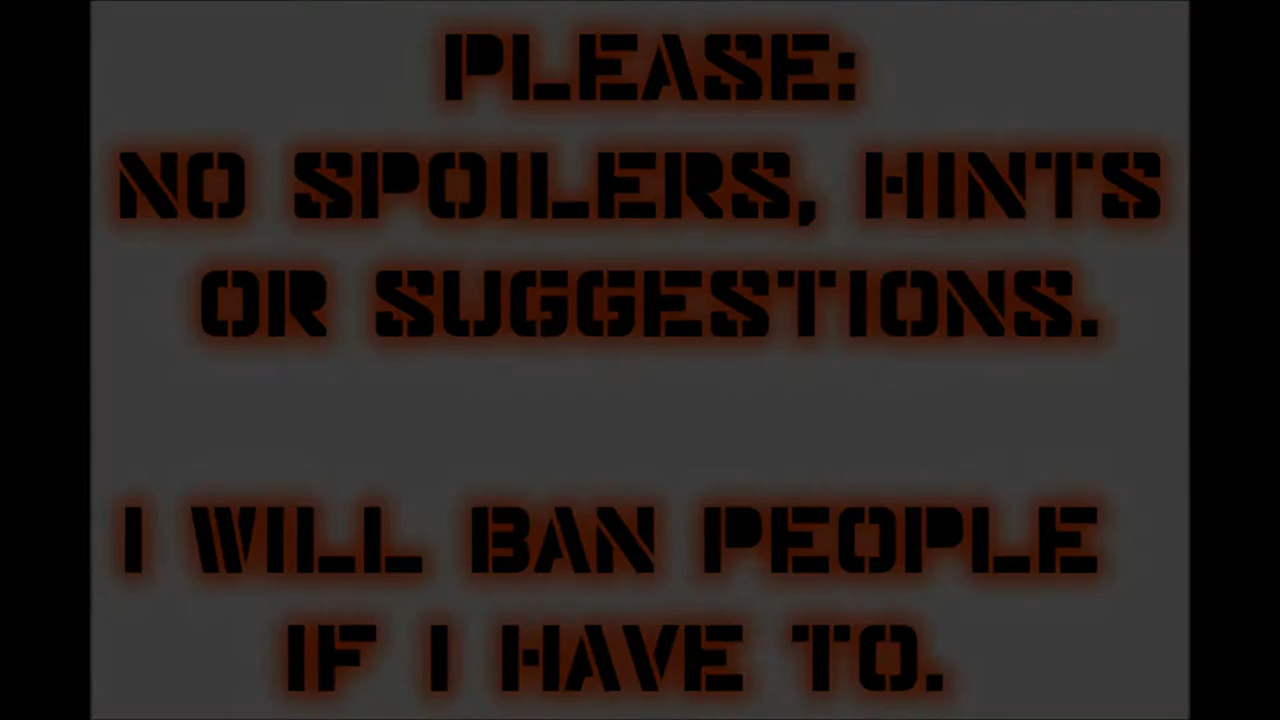 PLEASE:
NO SPOILERS, HINTS
OR SUGGESTIONS.
I WILL BAN PEOPLE
IF I HAVE TO.